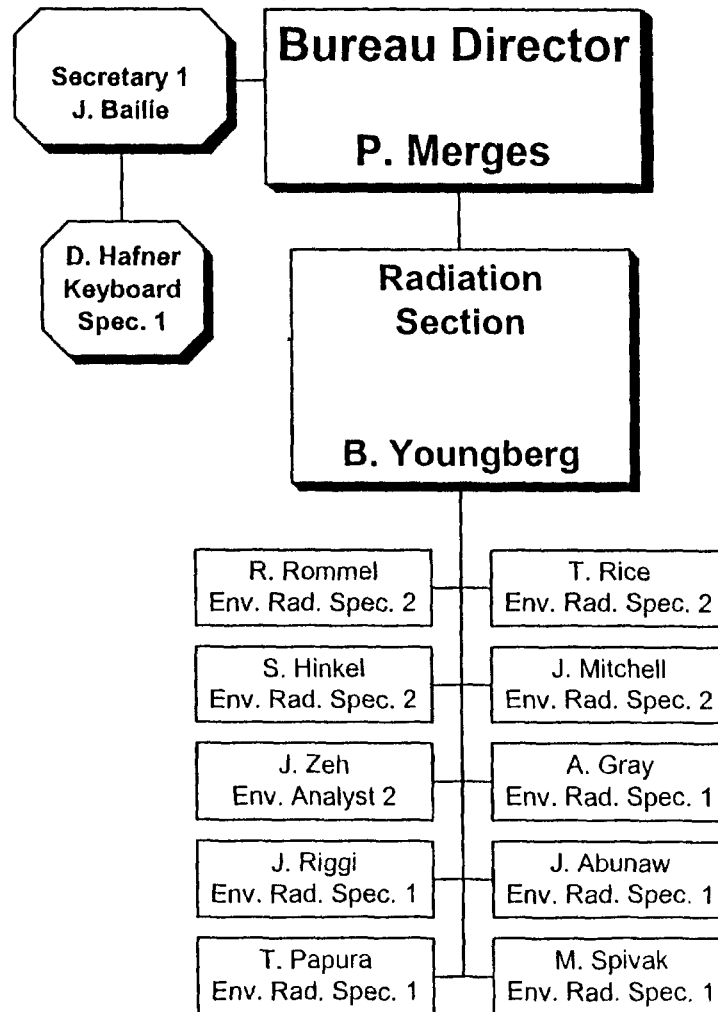 Bureau Director
P. Merges
Secretary 1
J. Bailie
D. Hafner
Keyboard
Spec. 1
Radiation
Section
B. Youngberg
R. Rommel
Env. Rad. Spec. 2
T. Rice
Env. Rad. Spec. 2
S. Hinkel
Env. Rad. Spec. 2
J. Mitchell
Env. Rad. Spec. 2
J. Zeh
Env. Analyst 2
A. Gray
Env. Rad. Spec. 1
J. Riggi
Env. Rad. Spec. 1
J. Abunaw
Env. Rad. Spec. 1
T. Papura
Env. Rad. Spec. 1
M. Spivak
Env. Rad. Spec. 1